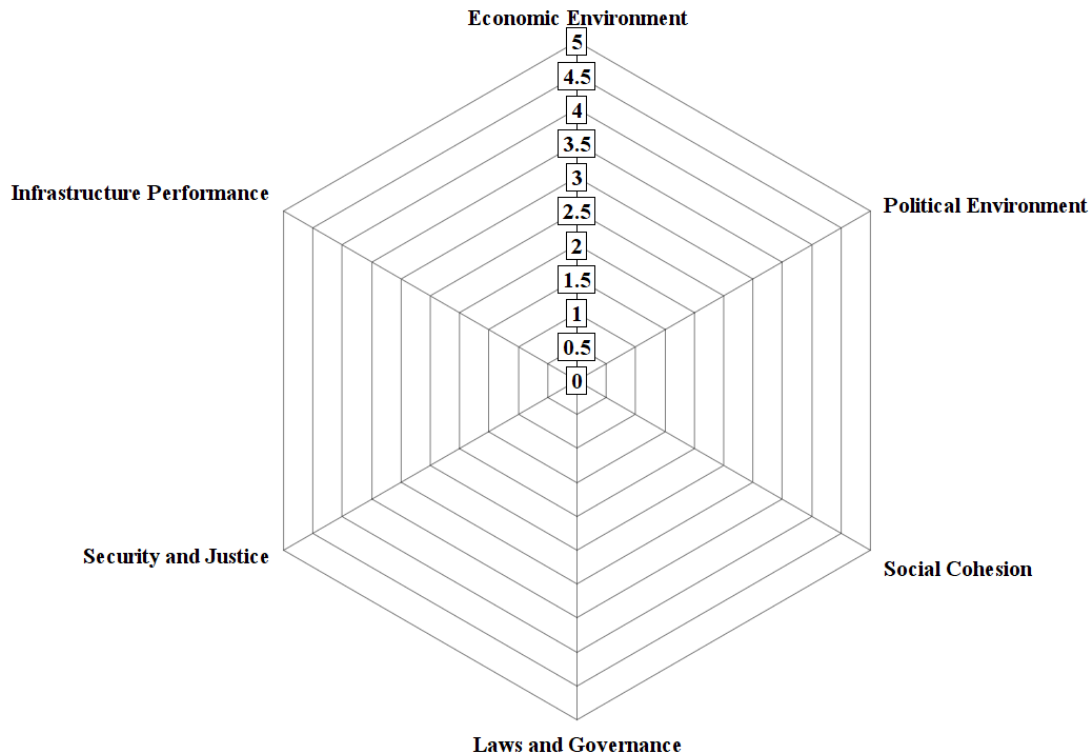 Economic Environment
5
4.5
4
Infrastructure Performance
Political Environment
3.5
3
2.5
2
1.5
1
0.5
0
Security and Justice
Social Cohesion
Laws and Governance